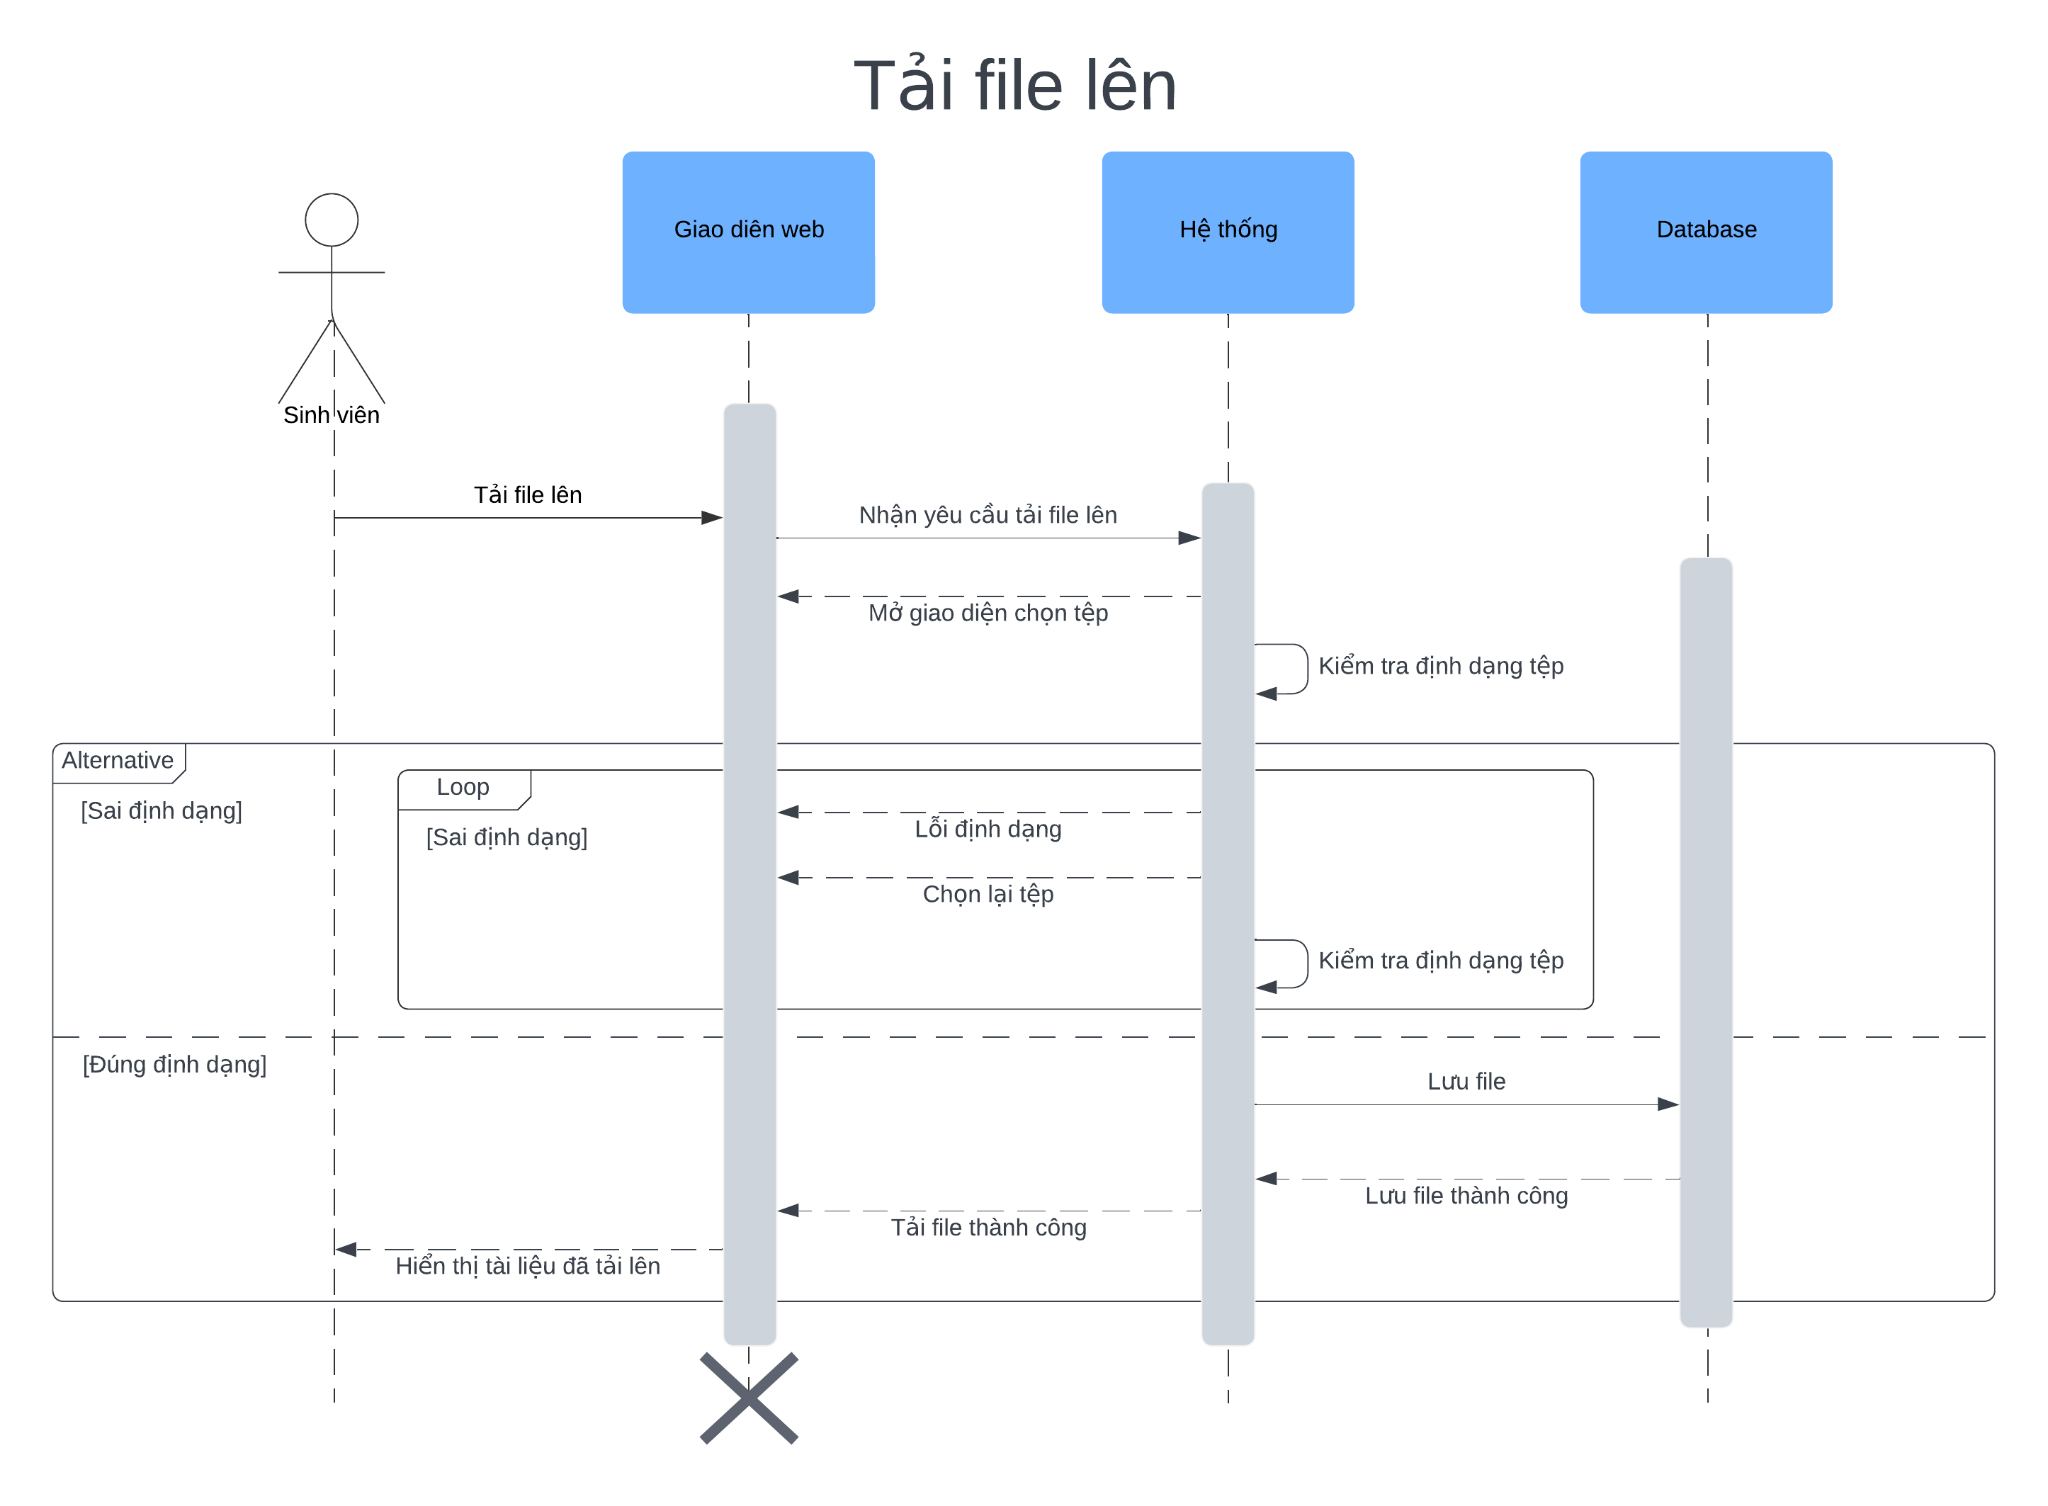 Tải file lên
Giao diên web
Hệ thống
Database
Sinh viên
Tải file lên
Nhận yêu cầu tải file lên
Mở giao diện chọn tệp
Kiểm tra định dạng tệp
Alternative
[Sai định dạng]
Loop
[Sai định dạng]
Lỗi định dạng
Chọn lại tệp
Kiểm tra định dạng tệp
[Đúng định dạng]
Lưu file
Lưu file thành công
Tải file thành công
Hiển thị tài liệu đã tải lên